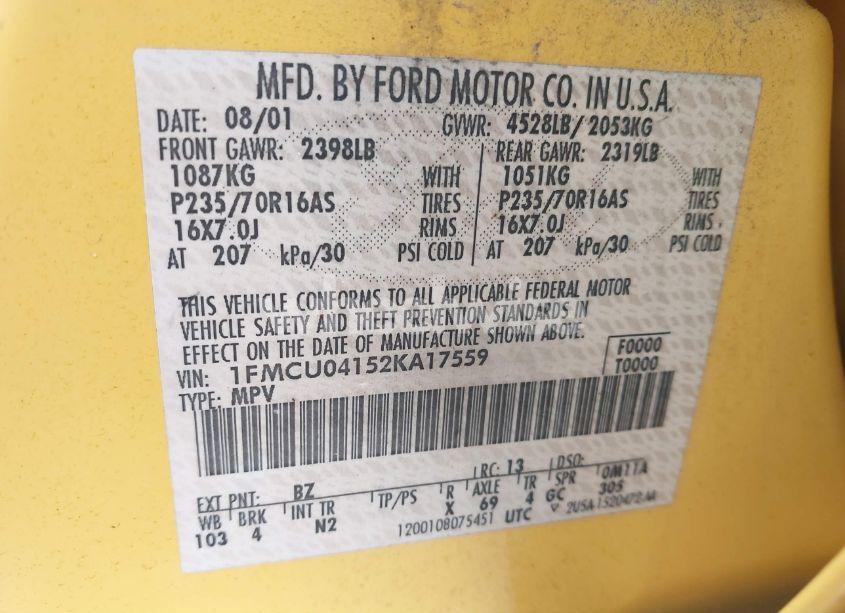 MFD. BY FORD MOTOR CO. IN U.S.A.
DATE: 08/01 GVWR: 4528LB/2053KG
FRONT GAWR: 2398LB REAR GAWR: 2319LB
1087KG WITH 1051KG WITH
P235/70R16AS TIRES P235/70R16AS TIRES
16X7.0J RIMS 16X7.0J RIMS
AT 207 kPa/30 PSI COLD AT 207 kPa/30 PSI COLD
THIS VEHICLE CONFORMS TO ALL APPLICABLE FEDERAL MOTOR
VEHICLE SAFETY AND THEFT PREVENTION STANDARDS IN
EFFECT ON THE DATE OF MANUFACTURE SHOWN ABOVE.
VIN: 1FMCU04152KA17559 F0000
TYPE: MPV T0000
EXT PNT: BZ RC: 13 DSO:
WB BRK INT TR TP/PS R AXLE TR SPR
103 4 N2 X 69 4 GC 305
1200108075451 UTC